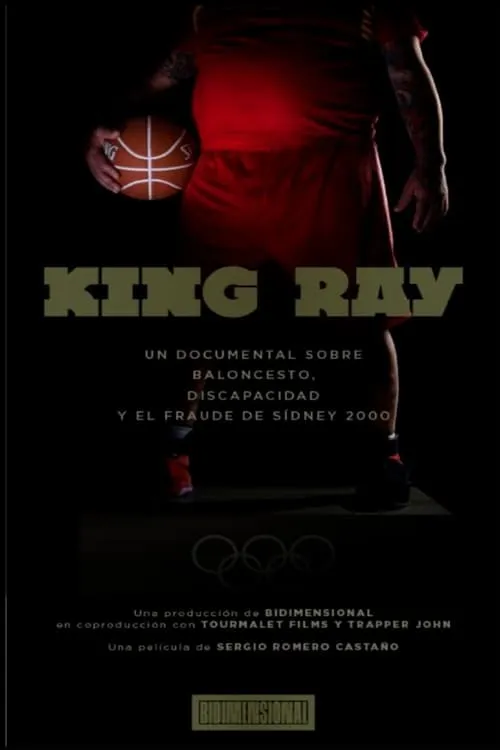 KING RAY
UN DOCUMENTAL SOBRE
BALONCESTO,
DISCAPACIDAD
Y EL FRAUDE DE SÍDNEY 2000
Una producción de BIDIMENSIONAL
en coproducción con TOURMALET FILMS Y TRAPPER JOHN
Una película de SERGIO ROMERO CASTAÑO
BIDIMENSIONAL